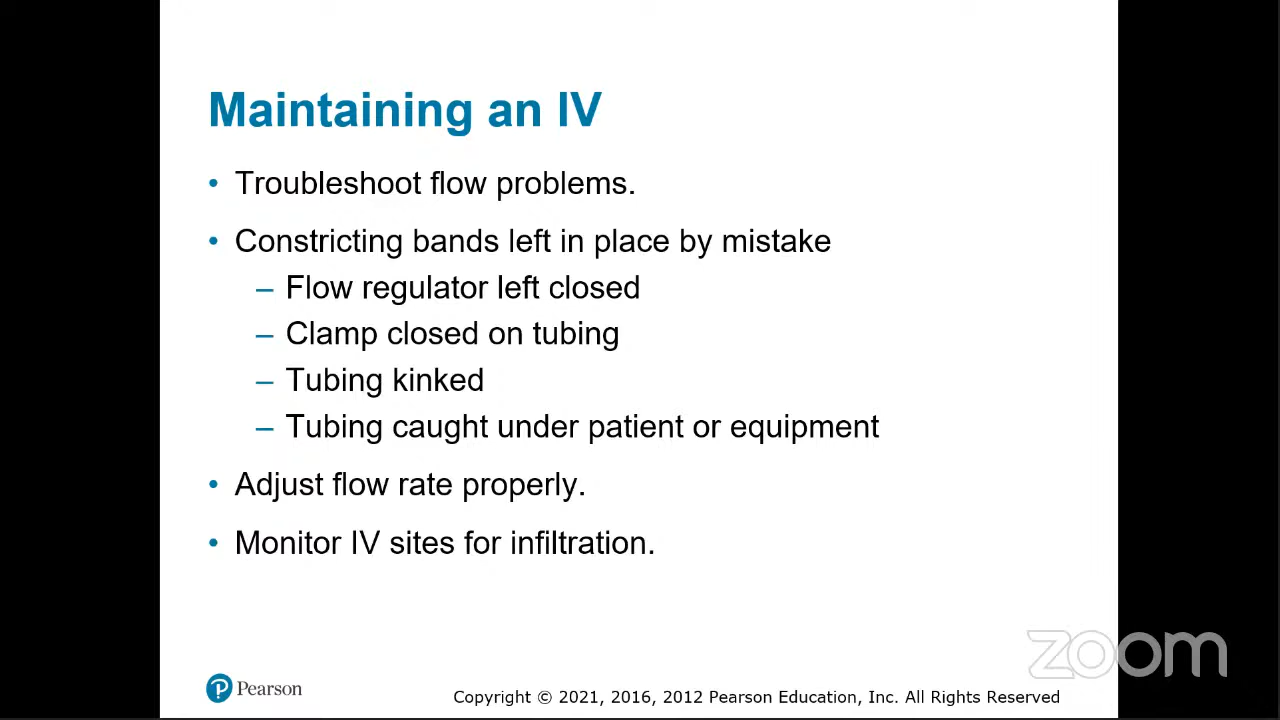 Maintaining an IV
• Troubleshoot flow problems.
• Constricting bands left in place by mistake
– Flow regulator left closed
– Clamp closed on tubing
– Tubing kinked
– Tubing caught under patient or equipment
• Adjust flow rate properly.
• Monitor IV sites for infiltration.
zoom
P Pearson
Copyright © 2021, 2016, 2012 Pearson Education, Inc. All Rights Reserved